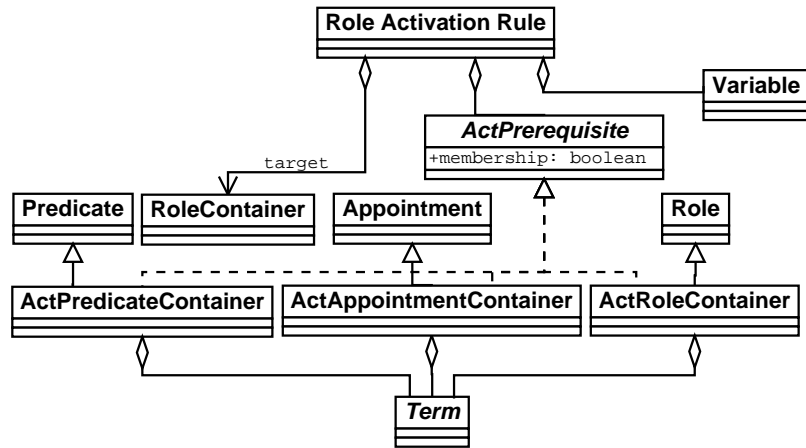 Role Activation Rule
Variable
ActPrerequisite
+membership: boolean
target
Predicate
RoleContainer
Appointment
Role
ActPredicateContainer
ActAppointmentContainer
ActRoleContainer
Term